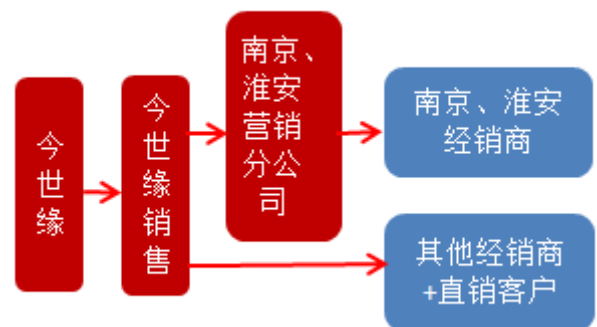 今世缘
今世缘销售
南京、
淮安
营销
分公
司
南京、淮安
经销商
其他经销商
+直销客户